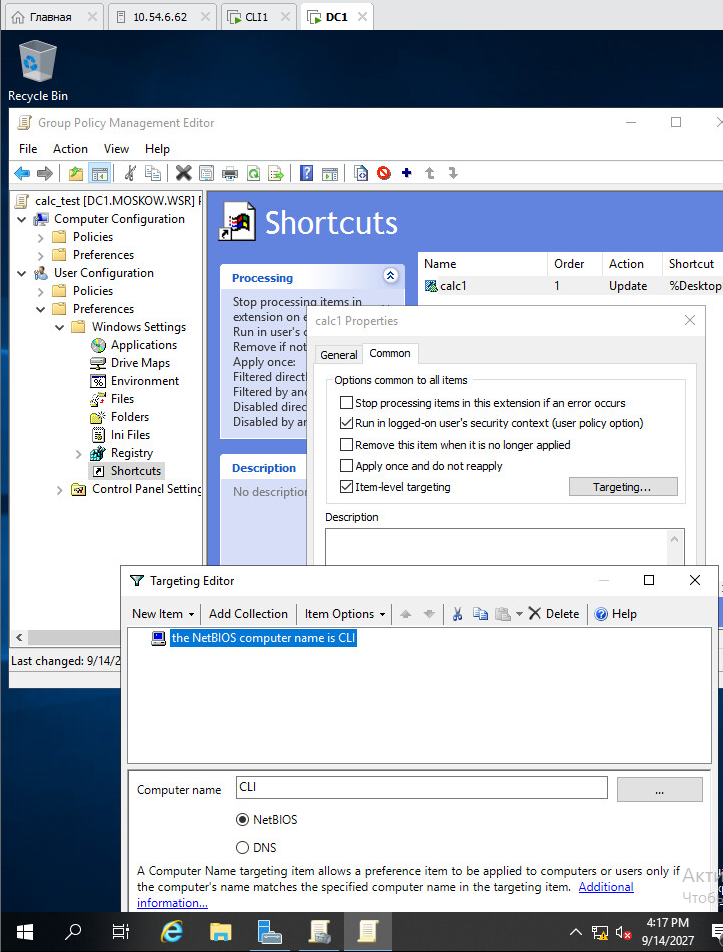 Главная
10.54.6.62
CLI1
DC1
Recycle Bin
Group Policy Management Editor
File Action View Help
calc_test [DC1.MOSKOW.WSR]
Computer Configuration
Policies
Preferences
User Configuration
Policies
Preferences
Windows Settings
Applications
Drive Maps
Environment
Files
Folders
Ini Files
Registry
Shortcuts
Control Panel Setting
Last changed: 9/14/2
Shortcuts
Processing
Stop processing items in
extension on e
Run in user's c
Remove if not
Apply once:
Filtered direct
Filtered by an
Disabled direc
Disabled by an
Description
No description
Name Order Action Shortcut
calc1 1 Update %Desktop
calc1 Properties
General Common
Options common to all items
Stop processing items in this extension if an error occurs
Run in logged-on user's security context (user policy option)
Remove this item when it is no longer applied
Apply once and do not reapply
Item-level targeting
Targeting...
Description
Targeting Editor
New Item Add Collection Item Options Delete Help
the NetBIOS computer name is CLI
Computer name CLI ...
NetBIOS
DNS
A Computer Name targeting item allows a preference item to be applied to computers or users only if
the computer's name matches the specified computer name in the targeting item. Additional
information...
Акти
Чтобы
4:17 PM
9/14/2027